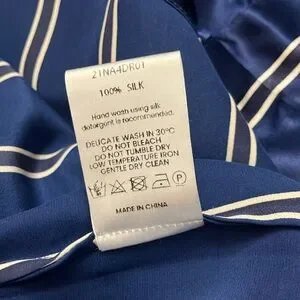 21NA4DR01
100% SILK
Hand wash using silk
detergent is recommended.
DELICATE WASH IN 30°C
DO NOT BLEACH
DO NOT TUMBLE DRY
LOW TEMPERATURE IRON
GENTLE DRY CLEAN
P
MADE IN CHINA